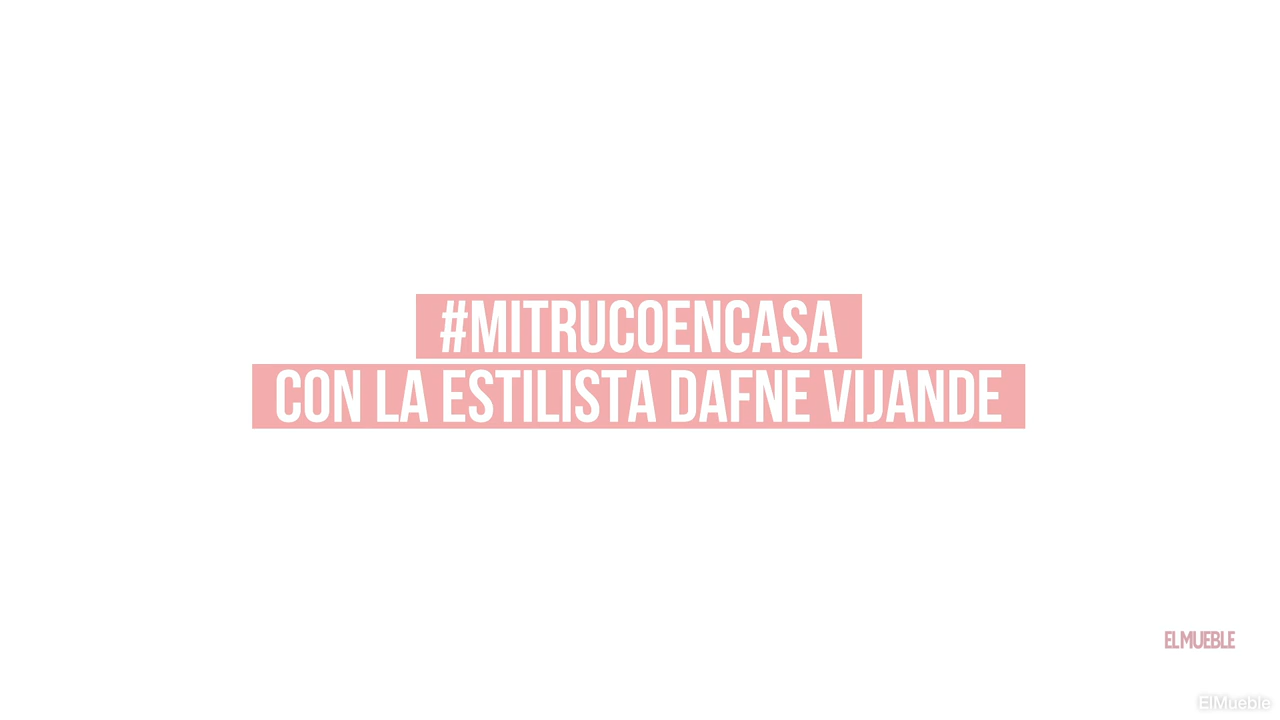 #MITRUCOENCASA
CON LA ESTILISTA DAFNE VIJANDE
ELMUEBLE
ElMueble